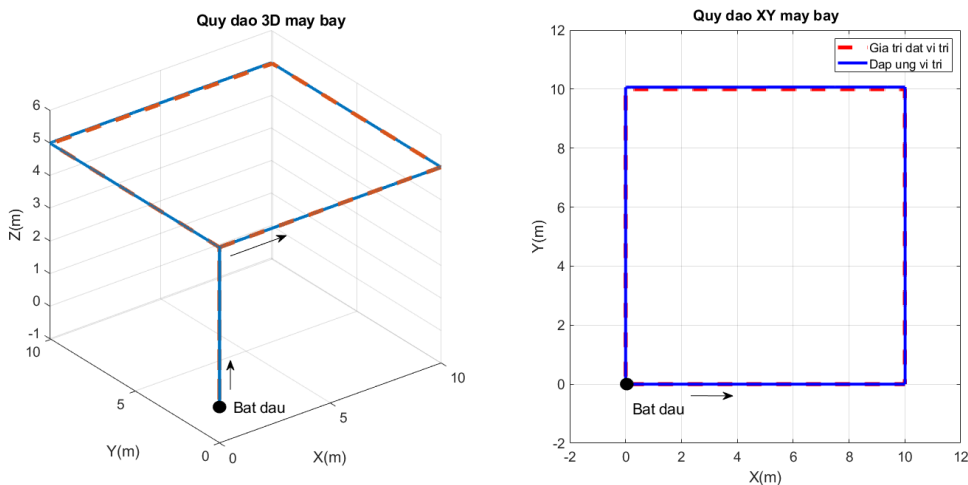 Quy dao 3D may bay
6
5
4
3
2
1
0
-1
Z(m)
10
5
0
Y(m)
0
5
10
X(m)
Bat dau
Quy dao XY may bay
Gia tri dat vi tri
Dap ung vi tri
12
10
8
6
4
2
0
-2
Y(m)
Bat dau
-2
0
2
4
6
8
10
12
X(m)